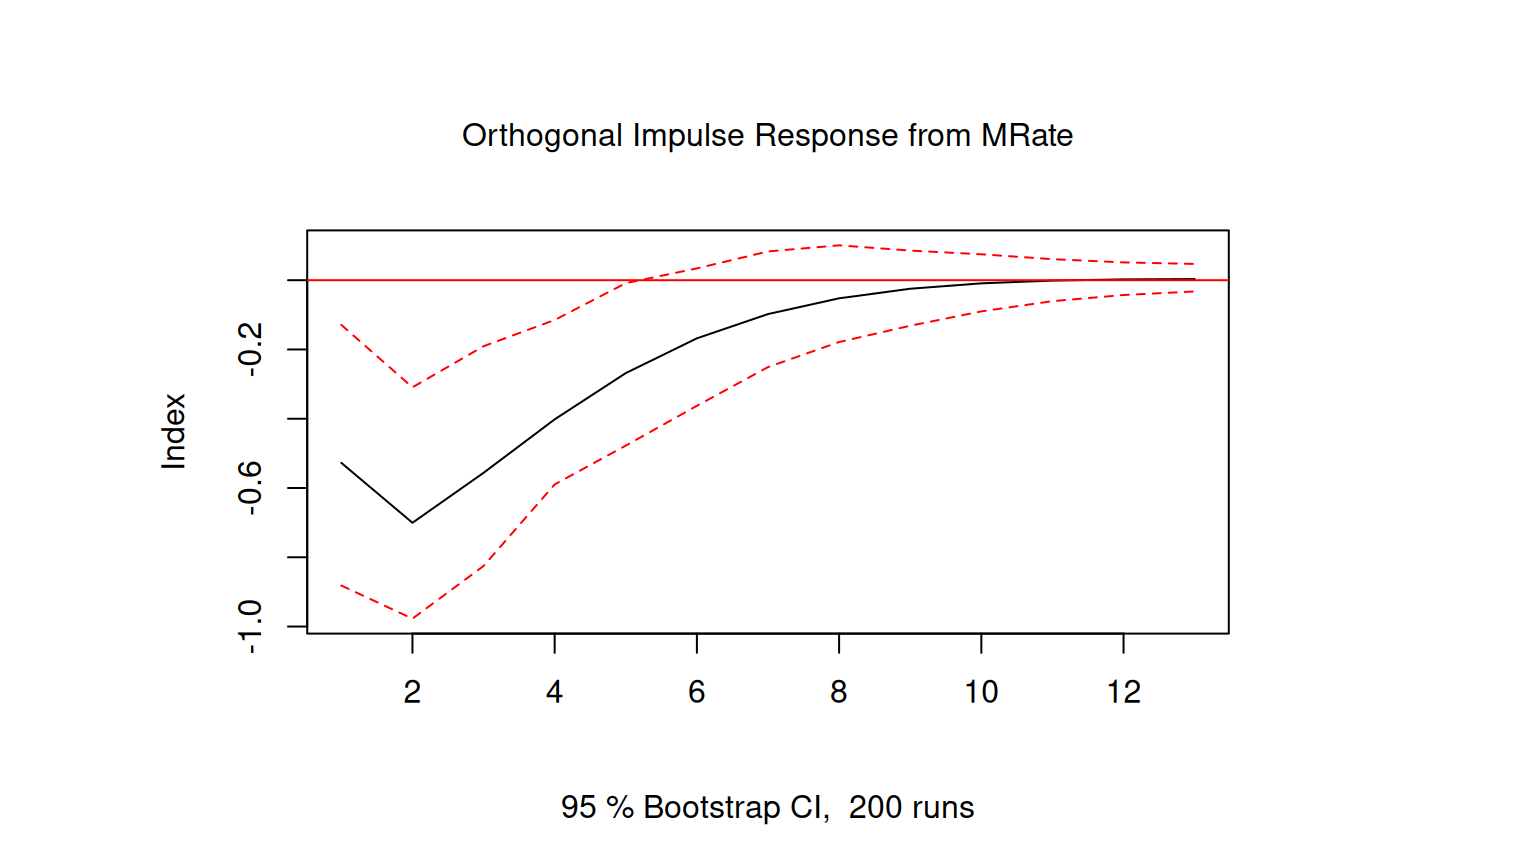 Orthogonal Impulse Response from MRate
Index
-0.2
-0.6
-1.0
2 4 6 8 10 12
95 % Bootstrap CI,  200 runs